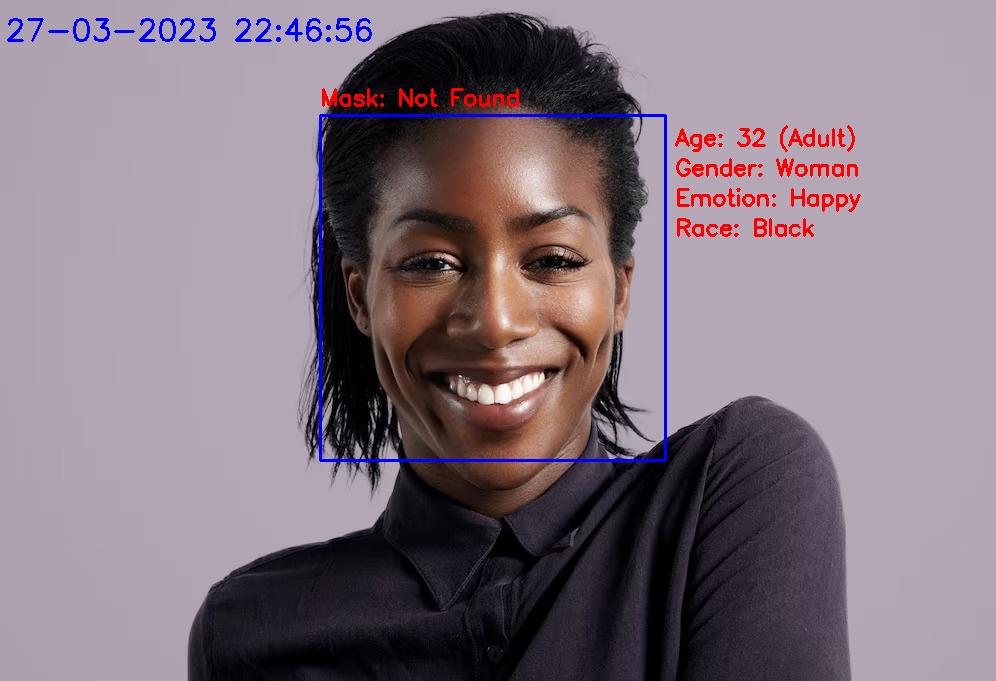 27-03-2023 22:46:56
Mask: Not Found
Age: 32 (Adult)
Gender: Woman
Emotion: Happy
Race: Black